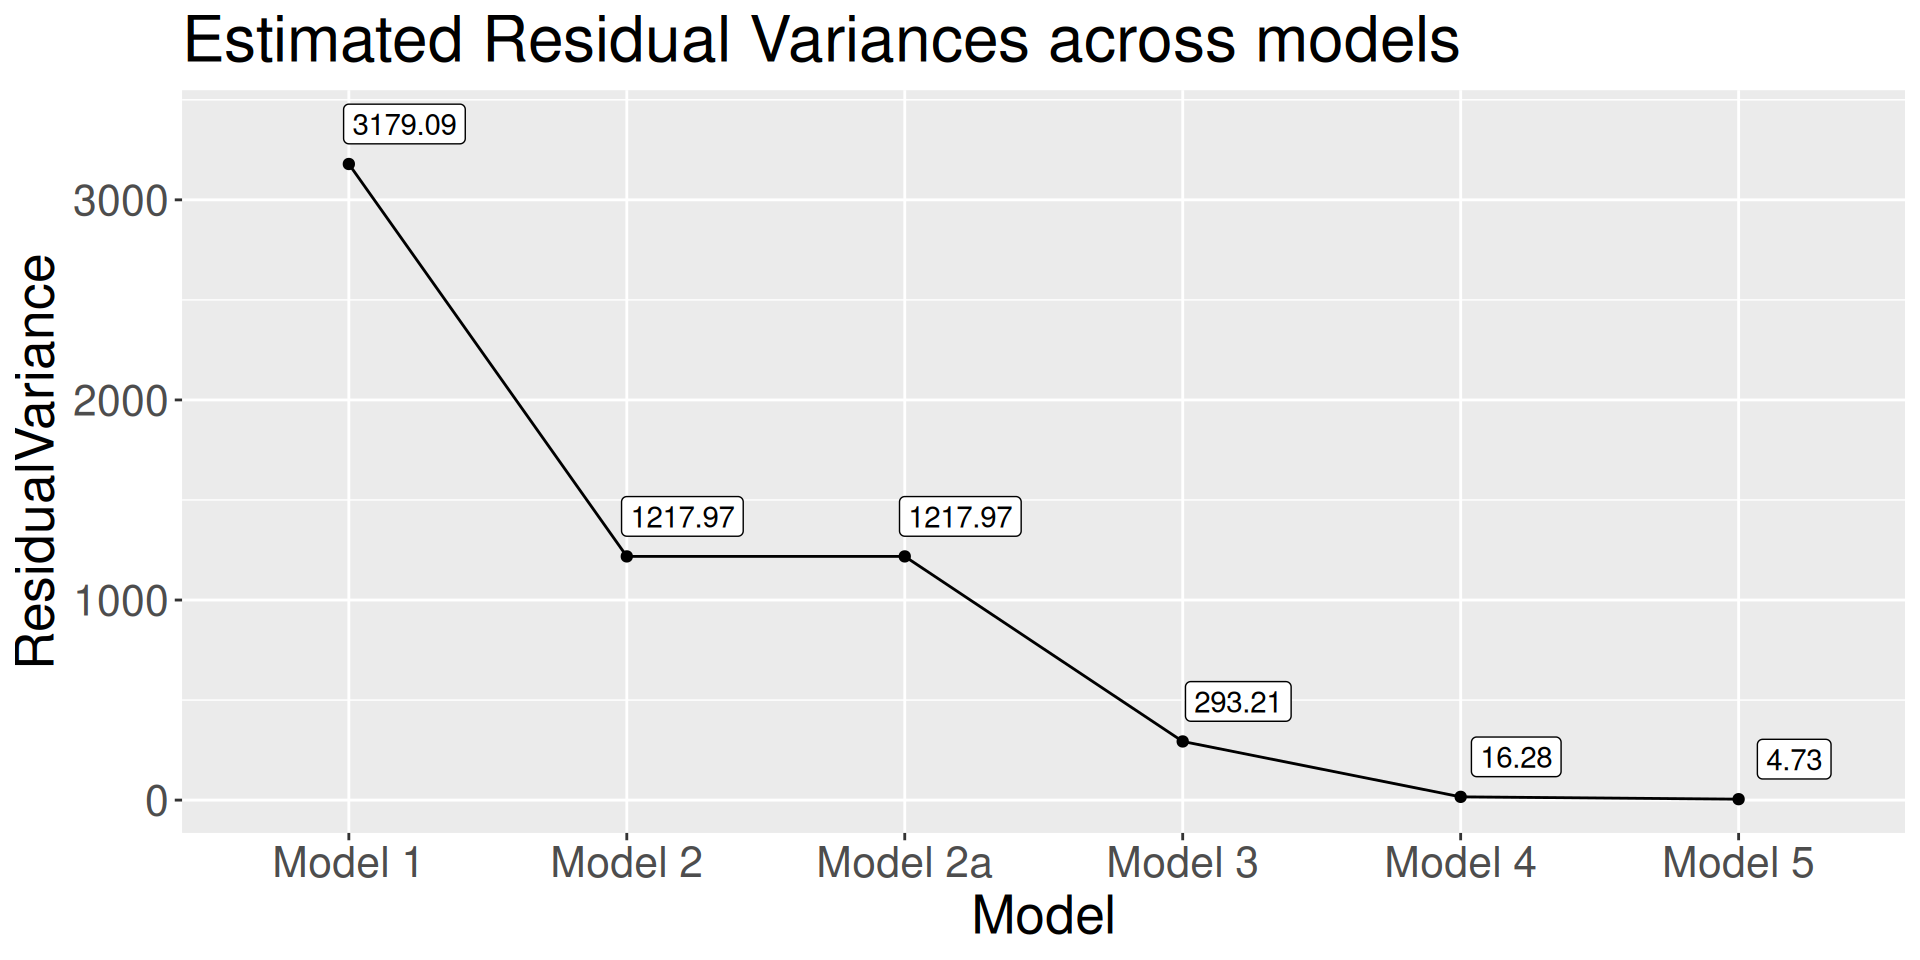 Estimated Residual Variances across models
ResidualVariance
3000
2000
1000
0
3179.09
1217.97
1217.97
293.21
16.28
4.73
Model 1
Model 2
Model 2a
Model 3
Model 4
Model 5
Model